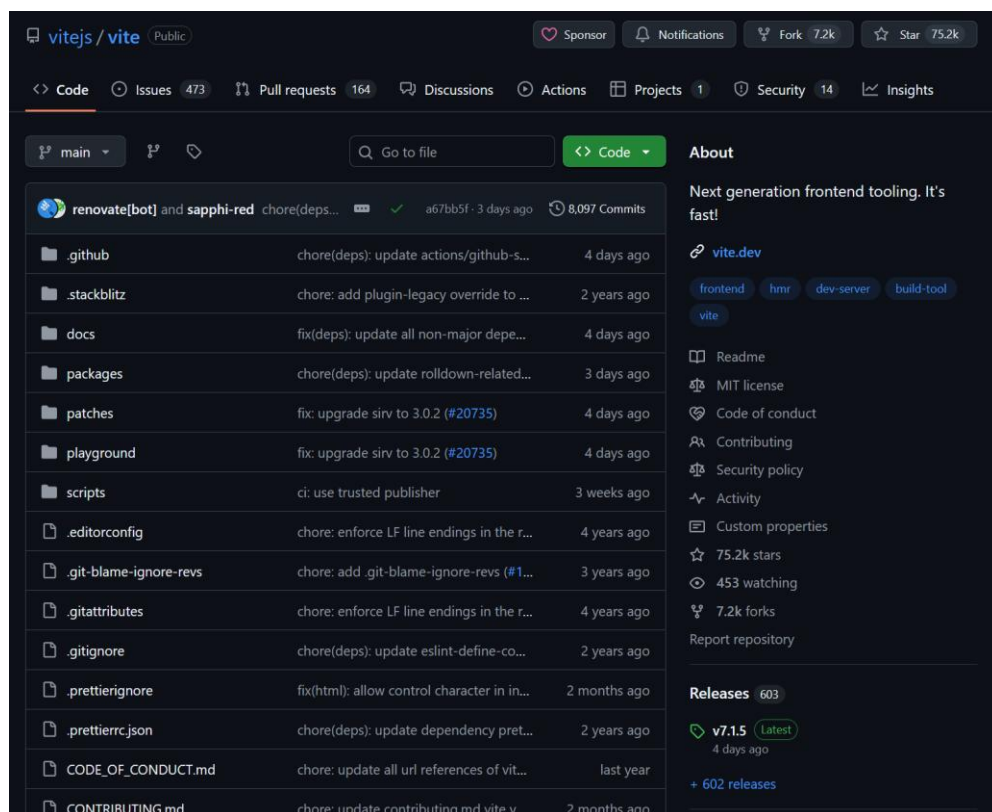 vitejs / vite Public
Sponsor Notifications Fork 7.2k Star 75.2k
Code Issues 473 Pull requests 164 Discussions Actions Projects 1 Security 14 Insights
main Go to file Code
renovate[bot] and sapphi-red chore(deps... a67bb5f · 3 days ago 8,097 Commits
.github chore(deps): update actions/github-s... 4 days ago
.stackblitz chore: add plugin-legacy override to ... 2 years ago
docs fix(deps): update all non-major depe... 4 days ago
packages chore(deps): update rolldown-related... 3 days ago
patches fix: upgrade sirv to 3.0.2 (#20735) 4 days ago
playground fix: upgrade sirv to 3.0.2 (#20735) 4 days ago
scripts ci: use trusted publisher 3 weeks ago
.editorconfig chore: enforce LF line endings in the r... 4 years ago
.git-blame-ignore-revs chore: add .git-blame-ignore-revs (#1... 3 years ago
.gitattributes chore: enforce LF line endings in the r... 4 years ago
.gitignore chore(deps): update eslint-define-co... 2 years ago
.prettierignore fix(html): allow control character in in... 2 months ago
.prettierrc.json chore(deps): update dependency pret... 2 years ago
CODE_OF_CONDUCT.md chore: update all url references of vit... last year
CONTRIBUTING.md chore: update contributing.md vite v... 2 months ago
About
Next generation frontend tooling. It's
fast!
vite.dev
frontend hmr dev-server build-tool
vite
Readme
MIT license
Code of conduct
Contributing
Security policy
Activity
Custom properties
75.2k stars
453 watching
7.2k forks
Report repository
Releases 603
v7.1.5 Latest
4 days ago
+ 602 releases